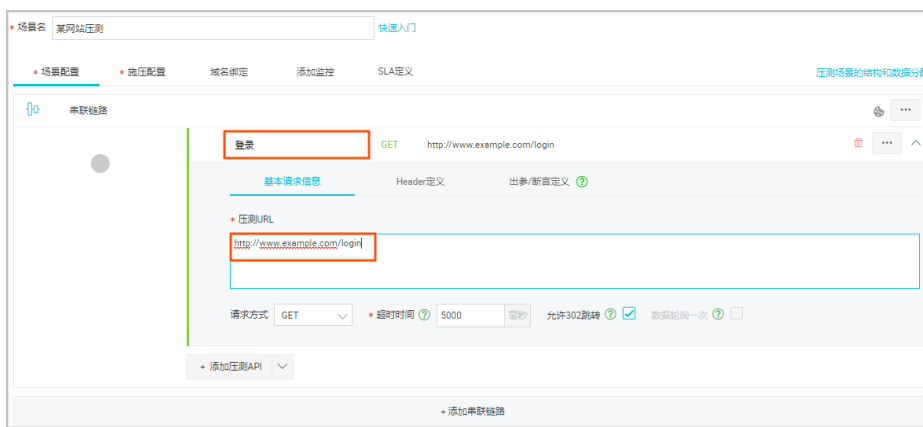 * 场景名 某网站压测 快速入门
* 场景配置 * 施压配置 域名绑定 添加监控 SLA定义 压测场景的结构和数据分配
串联链路
登录 GET http://www.example.com/login
基本请求信息 Header定义 出参/断言定义
* 压测URL
http://www.example.com/login
请求方式 GET * 超时时间 5000 毫秒 允许302跳转 数据轮询一次
+ 添加压测API
+ 添加串联链路